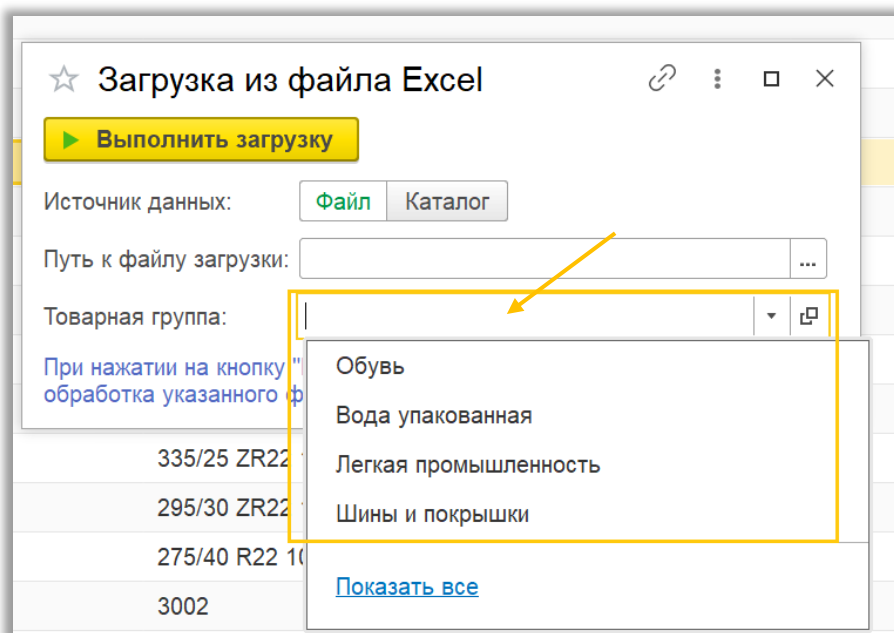 Загрузка из файла Excel
Выполнить загрузку
Источник данных: Файл Каталог
Путь к файлу загрузки: ...
Товарная группа:
При нажатии на кнопку "
обработка указанного ф
Обувь
Вода упакованная
Легкая промышленность
Шины и покрышки
Показать все
335/25 ZR22
295/30 ZR22
275/40 R22
3002